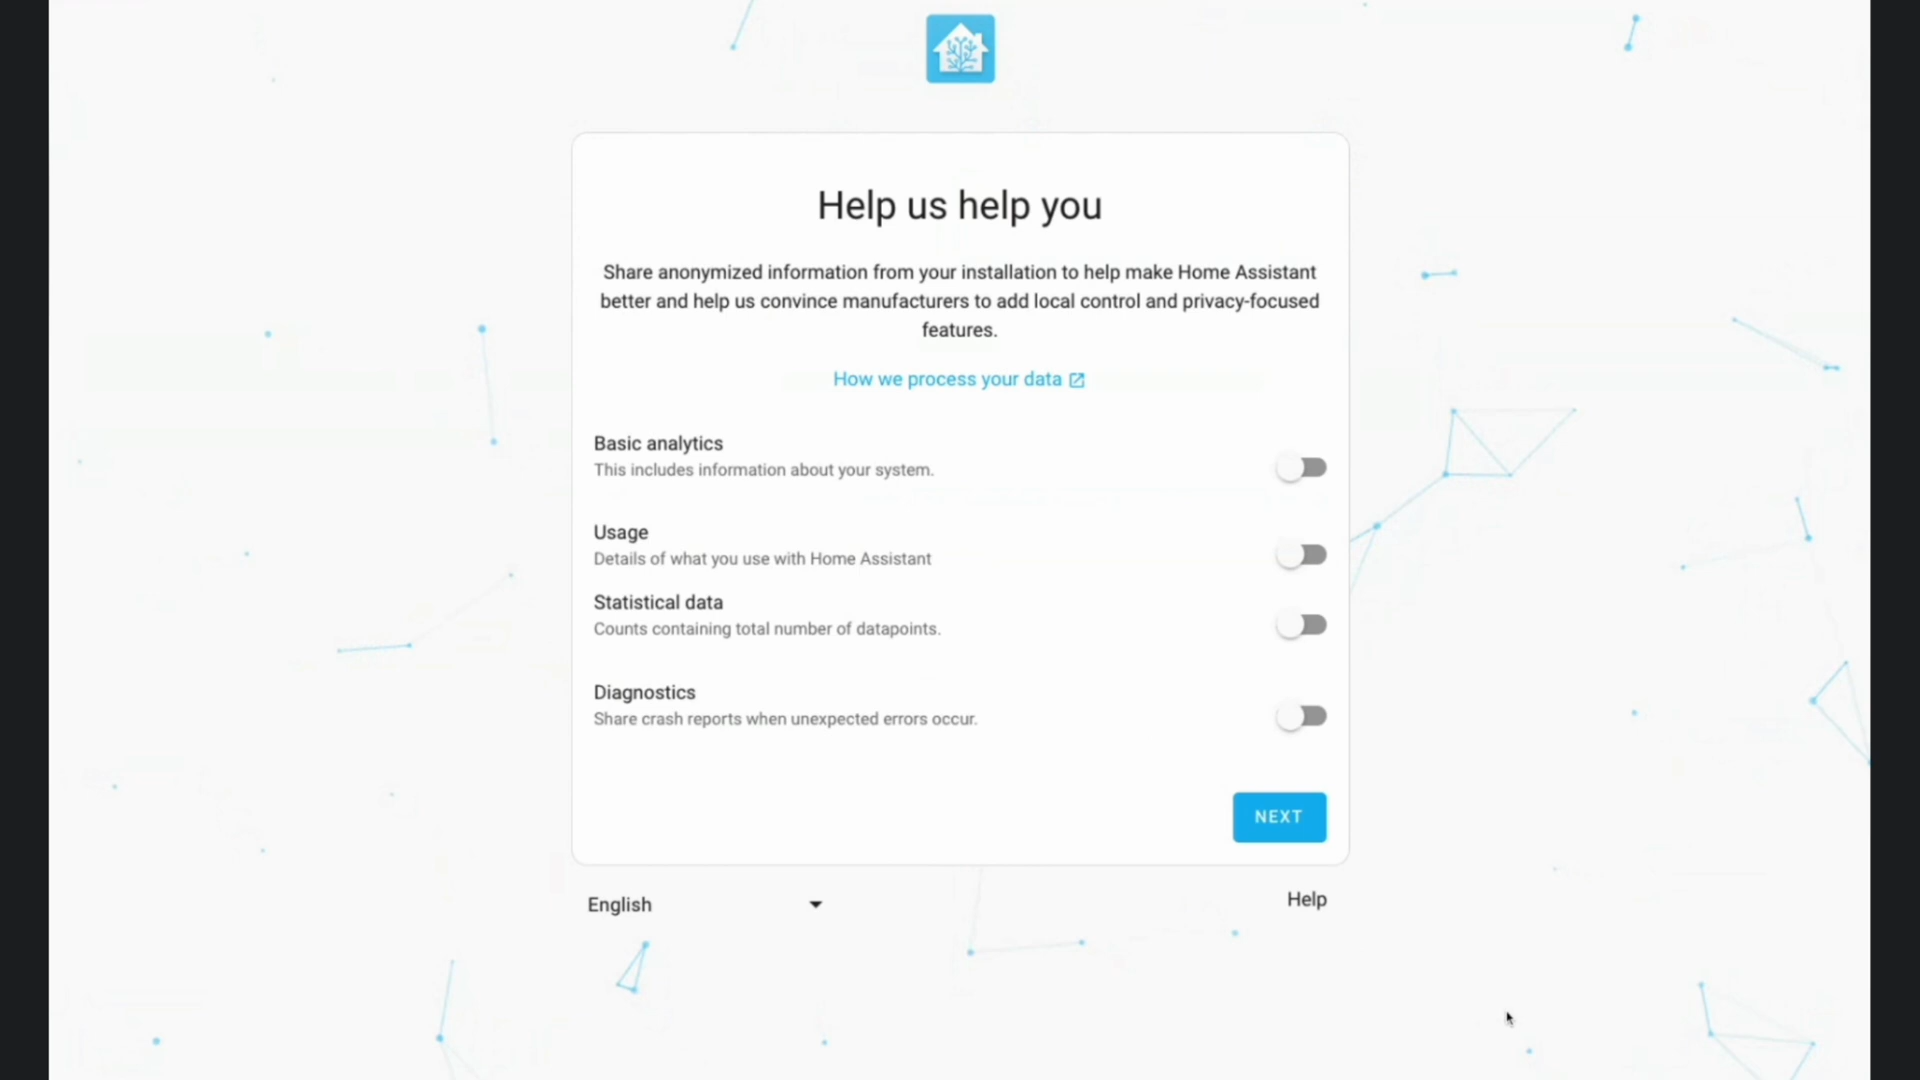 Help us help you
Share anonymized information from your installation to help make Home Assistant
better and help us convince manufacturers to add local control and privacy-focused
features.
How we process your data
Basic analytics
This includes information about your system.
Usage
Details of what you use with Home Assistant
Statistical data
Counts containing total number of datapoints.
Diagnostics
Share crash reports when unexpected errors occur.
NEXT
English
Help